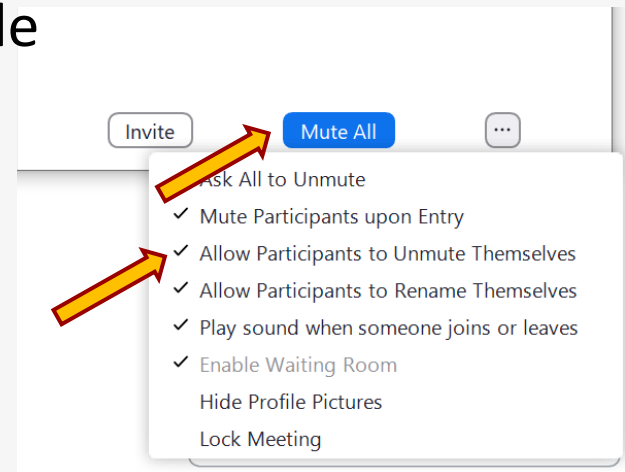 le
Invite Mute All ...
Ask All to Unmute
Mute Participants upon Entry
Allow Participants to Unmute Themselves
Allow Participants to Rename Themselves
Play sound when someone joins or leaves
Enable Waiting Room
Hide Profile Pictures
Lock Meeting